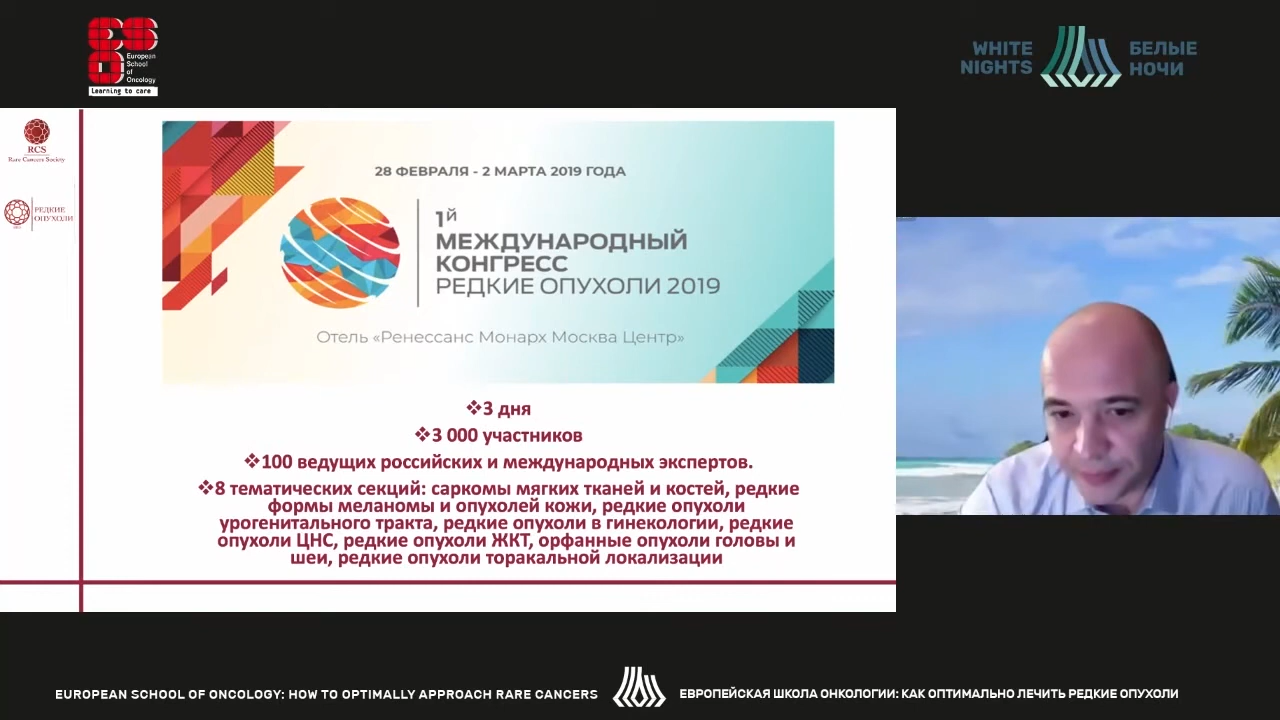 European
School
of
Oncology
Learning to care
WHITE
NIGHTS
БЕЛЫЕ
НОЧИ
RCS
Rare Cancers Society
РЕДКИЕ
ОПУХОЛИ
28 ФЕВРАЛЯ - 2 МАРТА 2019 ГОДА
1й
МЕЖДУНАРОДНЫЙ
КОНГРЕСС
РЕДКИЕ ОПУХОЛИ 2019
Отель «Ренессанс Монарх Москва Центр»
❖3 дня
❖3 000 участников
❖100 ведущих российских и международных экспертов.
❖8 тематических секций: саркомы мягких тканей и костей, редкие
формы меланомы и опухолей кожи, редкие опухоли
урогенитального тракта, редкие опухоли в гинекологии, редкие
опухоли ЦНС, редкие опухоли ЖКТ, орфанные опухоли головы и
шеи, редкие опухоли торакальной локализации
EUROPEAN SCHOOL OF ONCOLOGY: HOW TO OPTIMALLY APPROACH RARE CANCERS
ЕВРОПЕЙСКАЯ ШКОЛА ОНКОЛОГИИ: КАК ОПТИМАЛЬНО ЛЕЧИТЬ РЕДКИЕ ОПУХОЛИ